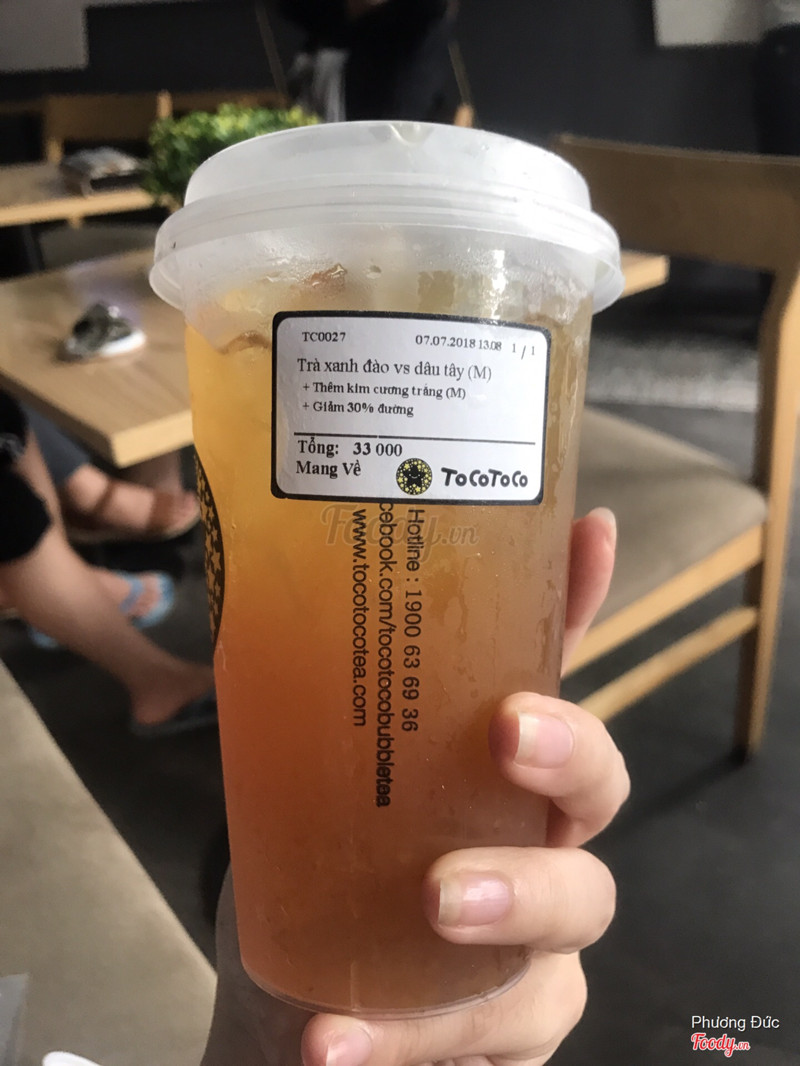 TC0027 07.07.2018 13:08 1 / 1
Trà xanh đào vs dâu tây (M)
+ Thêm kim cương trắng (M)
+ Giảm 30% đường
Tổng: 33 000
Mang Về
ToCoToCo
Foody.vn
Hotline : 1900 63 69 36
cebook.com/tocotocobubbletea
www.tocotocotea.com
Phương Đức
Foody.vn